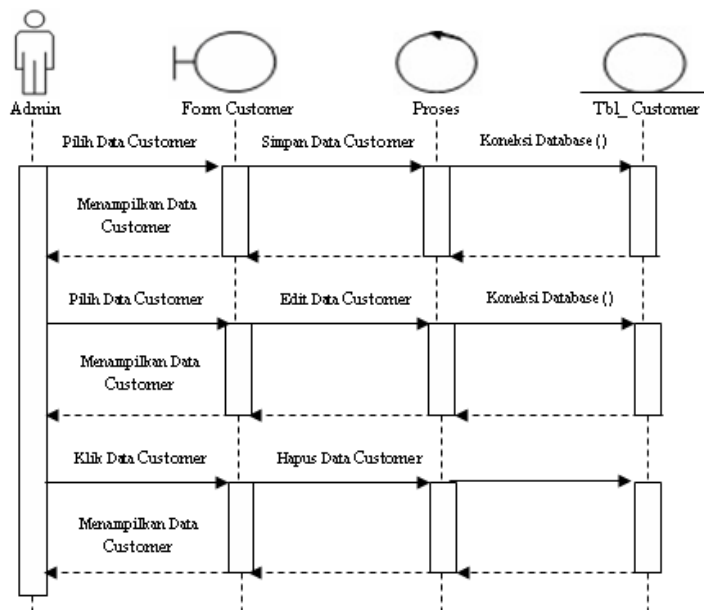 Admin
Form Customer
Proses
Tbl_ Customer
Pilih Data Customer
Simpan Data Customer
Koneksi Database ()
Menampilkan Data
Customer
Pilih Data Customer
Edit Data Customer
Koneksi Database ()
Menampilkan Data
Customer
Klik Data Customer
Hapus Data Customer
Menampilkan Data
Customer